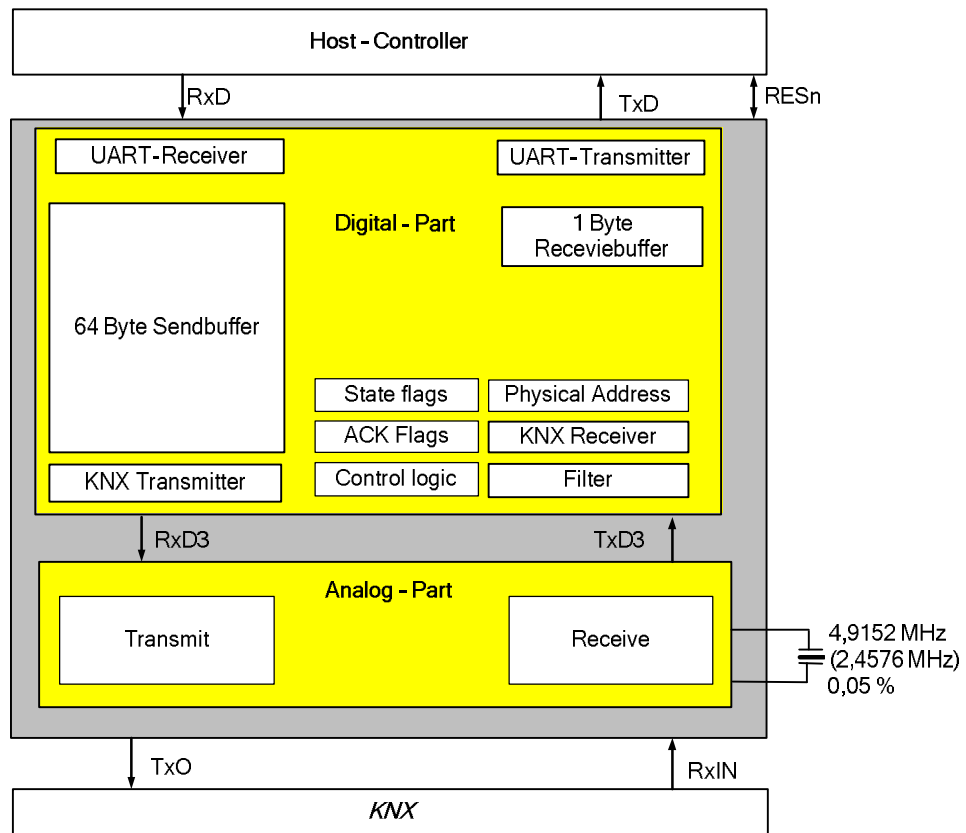 Host - Controller
RxD
TxD
RESn
UART-Receiver
UART-Transmitter
Digital - Part
1 Byte
Receviebuffer
64 Byte Sendbuffer
State flags
Physical Address
ACK Flags
KNX Receiver
KNX Transmitter
Control logic
Filter
RxD3
TxD3
Analog - Part
Transmit
Receive
4,9152 MHz
(2,4576 MHz)
0,05 %
TxO
RxIN
KNX